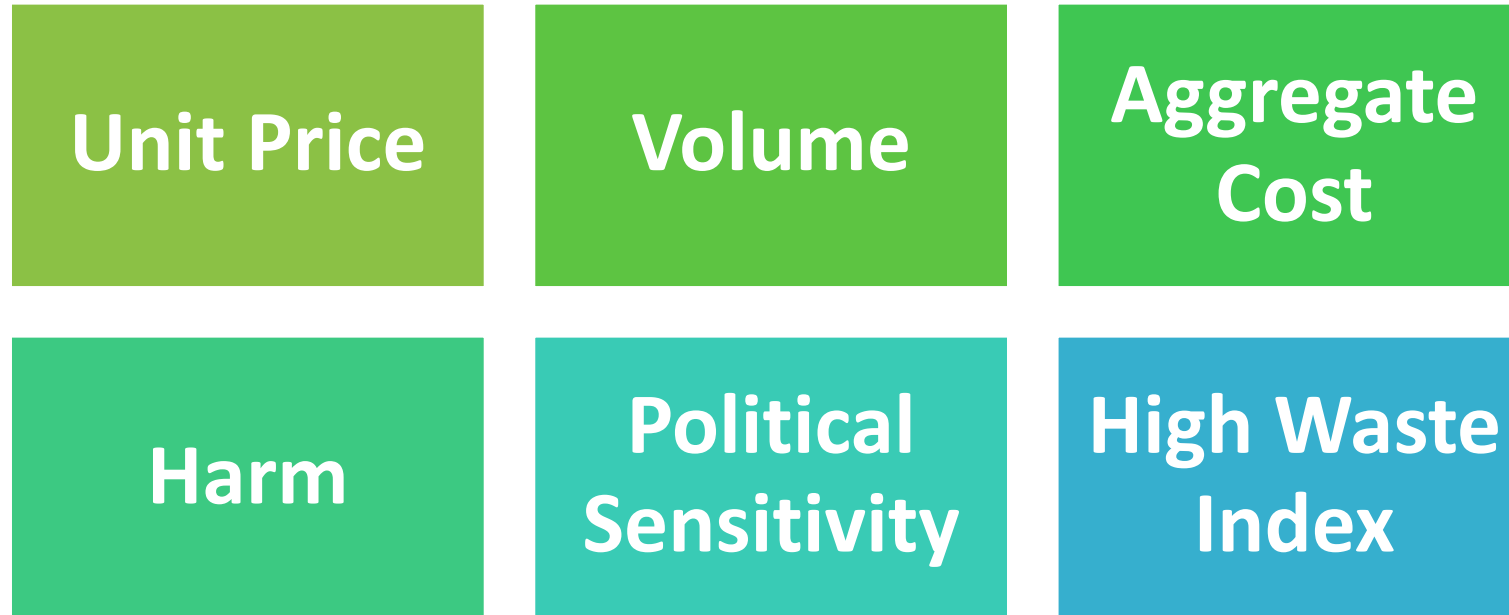 Unit Price
Volume
Aggregate
Cost
Harm
Political
Sensitivity
High Waste
Index